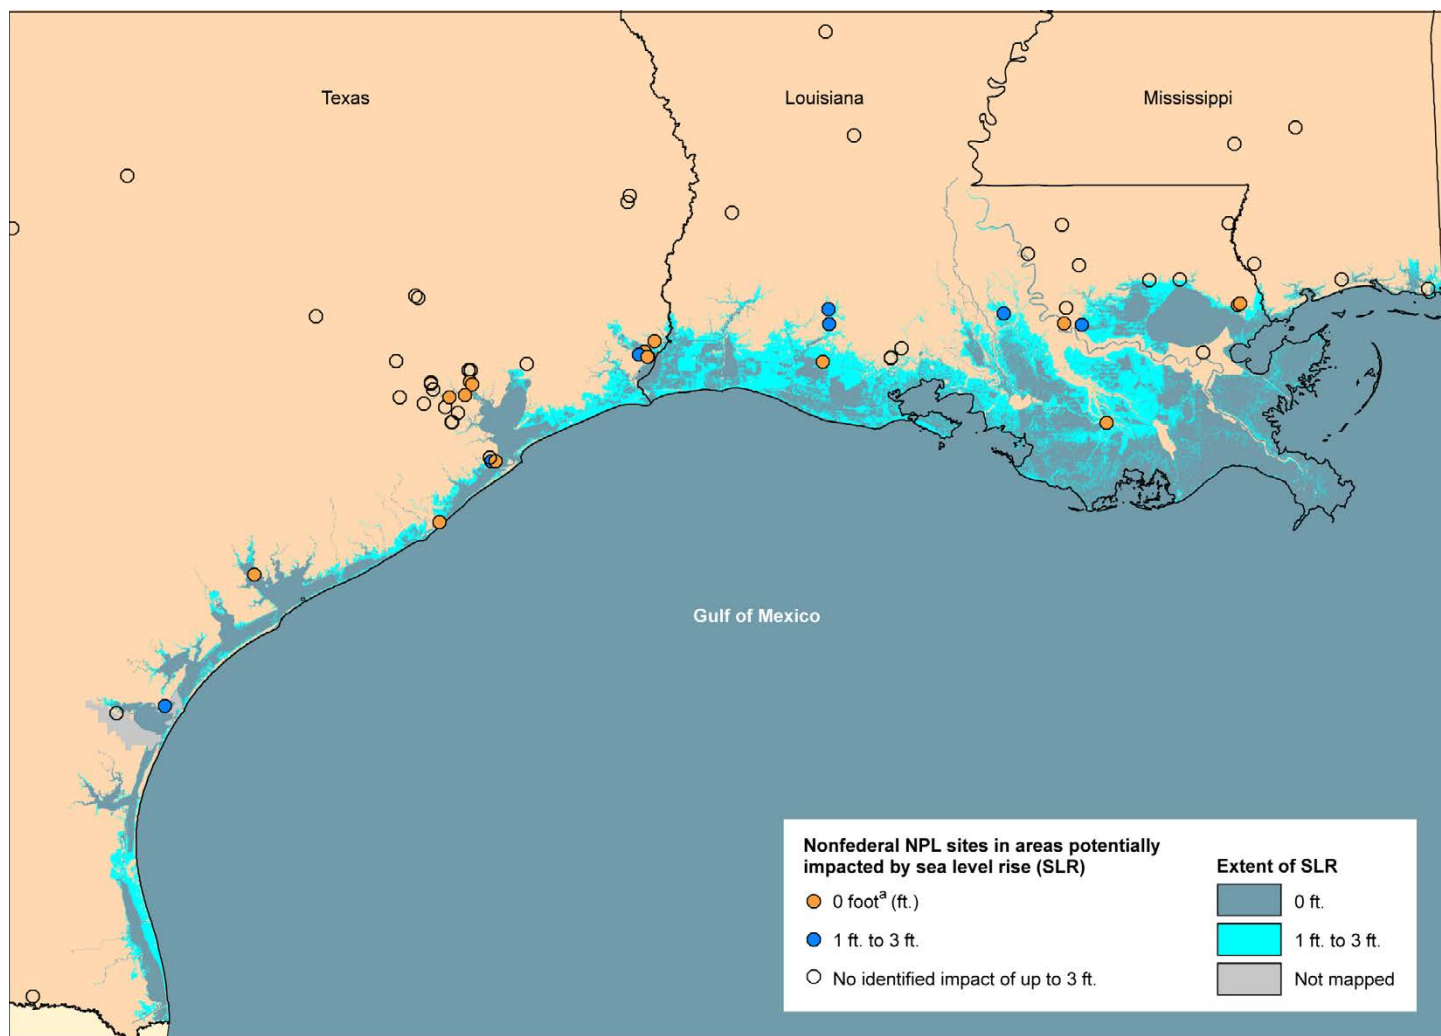 Texas
Louisiana
Mississippi
Gulf of Mexico
Nonfederal NPL sites in areas potentially
impacted by sea level rise (SLR)
0 footᵃ (ft.)
1 ft. to 3 ft.
No identified impact of up to 3 ft.
Extent of SLR
0 ft.
1 ft. to 3 ft.
Not mapped